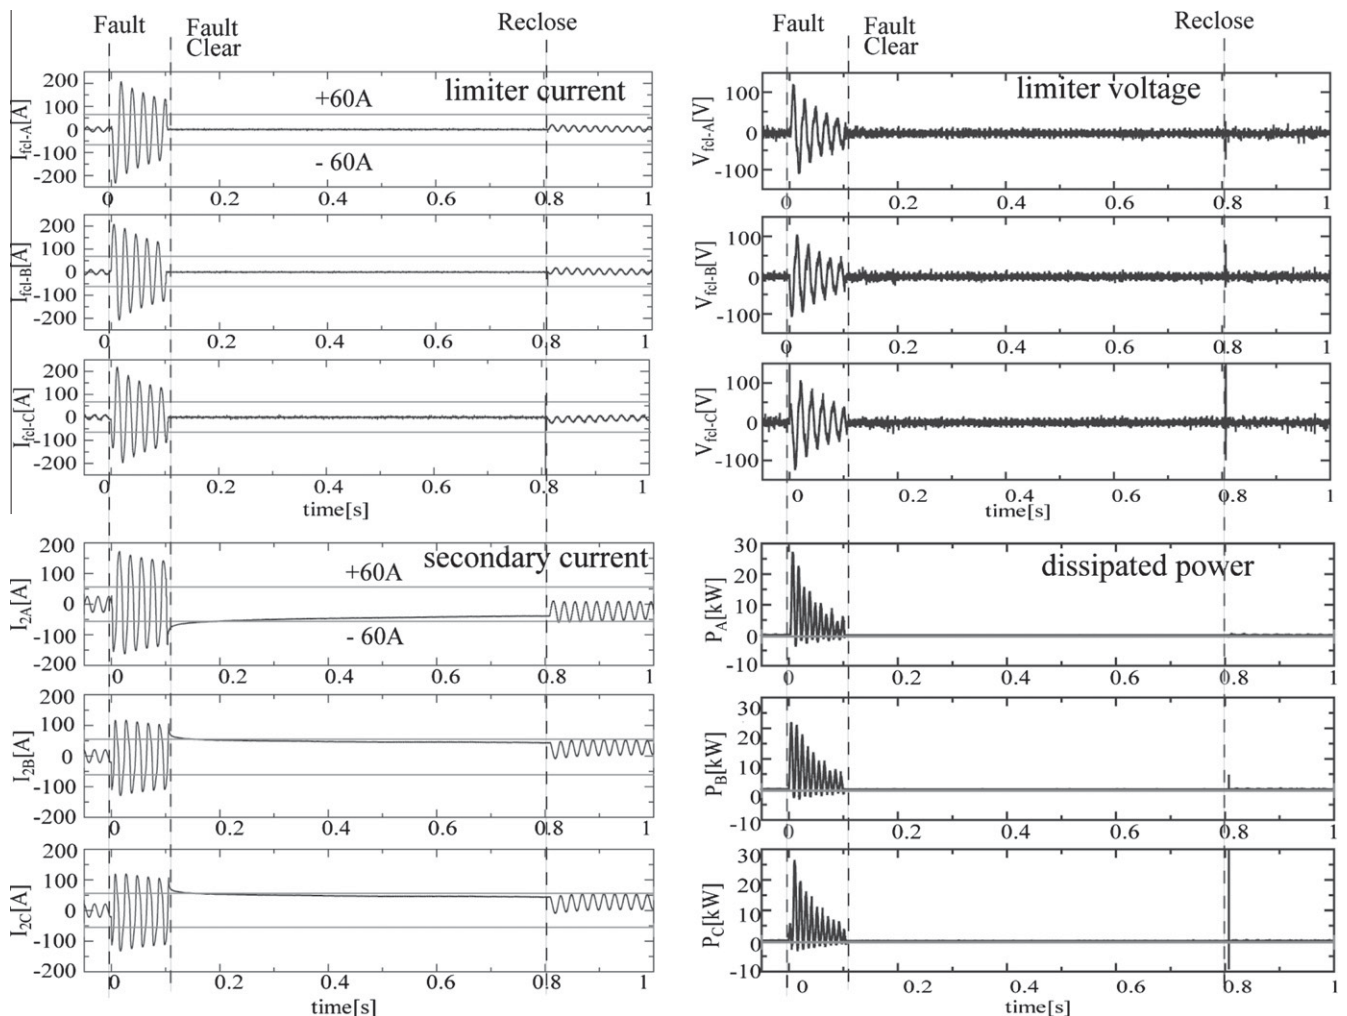 Fault
Fault
Clear
Reclose
limiter current
+60A
- 60A
I_fcl-A[A]
200
100
0
-100
-200
0 0.2 0.4 0.6 0.8 1
I_fcl-B[A]
200
100
0
-100
-200
0 0.2 0.4 0.6 0.8 1
I_fcl-C[A]
200
100
0
-100
-200
0 0.2 0.4 0.6 0.8 1
time[s]
secondary current
+60A
- 60A
I_2A[A]
200
100
0
-100
-200
0 0.2 0.4 0.6 0.8 1
I_2B[A]
200
100
0
-100
-200
0 0.2 0.4 0.6 0.8 1
I_2C[A]
200
100
0
-100
-200
0 0.2 0.4 0.6 0.8 1
time[s]
Fault
Fault
Clear
Reclose
limiter voltage
V_fcl-A[V]
100
0
-100
0 0.2 0.4 0.6 0.8 1
V_fcl-B[V]
100
0
-100
0 0.2 0.4 0.6 0.8 1
V_fcl-C[V]
100
0
-100
0 0.2 0.4 0.6 0.8 1
time[s]
dissipated power
P_A[kW]
30
20
10
0
-10
0 0.2 0.4 0.6 0.8 1
P_B[kW]
30
20
10
0
-10
0 0.2 0.4 0.6 0.8 1
P_C[kW]
30
20
10
0
-10
0 0.2 0.4 0.6 0.8 1
time[s]